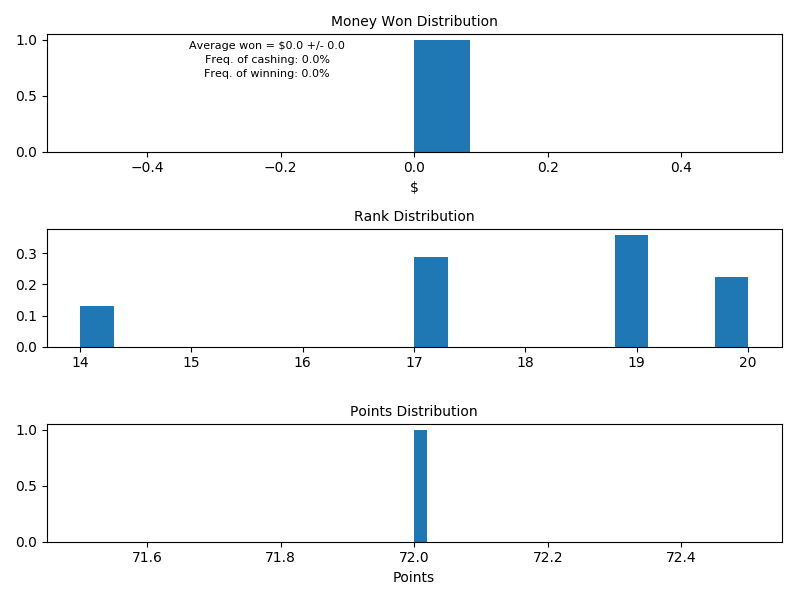 Money Won Distribution
1.0
Average won = $0.0 +/- 0.0
Freq. of cashing: 0.0%
Freq. of winning: 0.0%
0.5
0.0
−0.4 −0.2 0.0 0.2 0.4
$
Rank Distribution
0.3
0.2
0.1
0.0
14 15 16 17 18 19 20
Points Distribution
1.0
0.5
0.0
71.6 71.8 72.0 72.2 72.4
Points